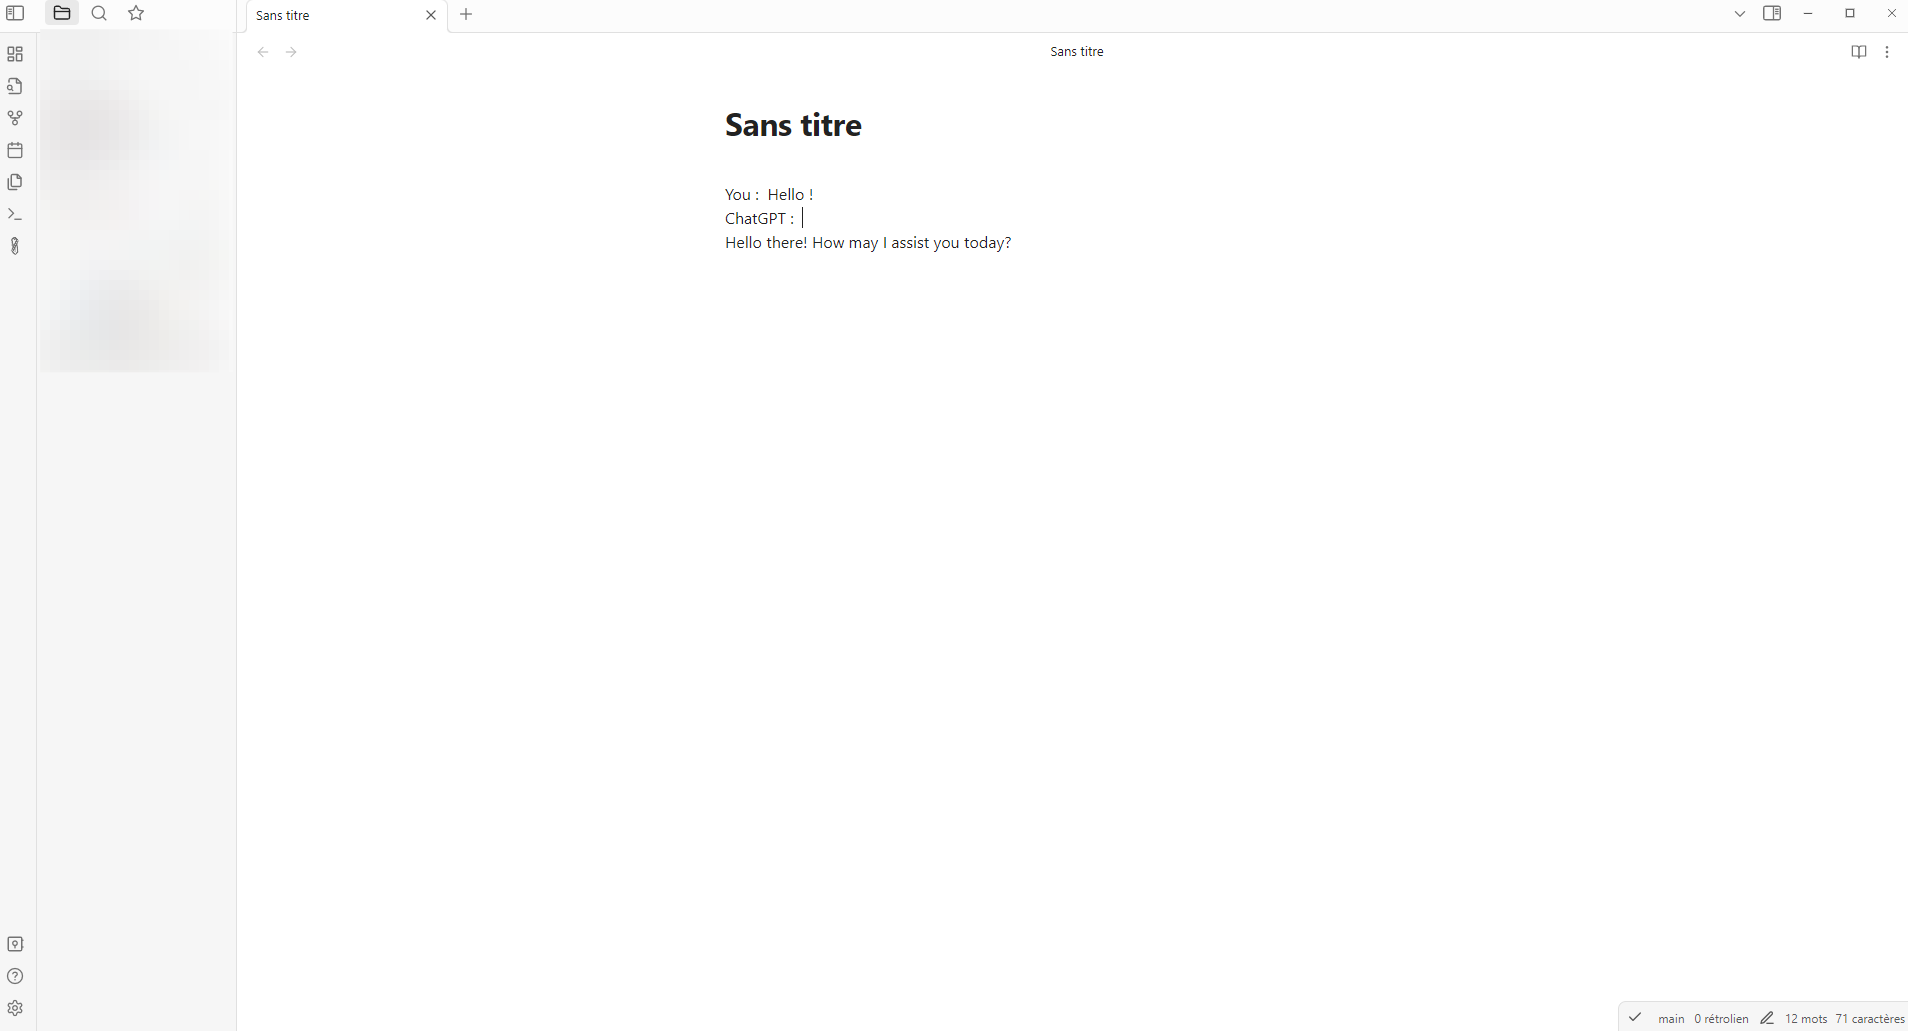 Sans titre
Sans titre
Sans titre
You :  Hello !
ChatGPT :
Hello there! How may I assist you today?
main 0 rétrolien 12 mots 71 caractères